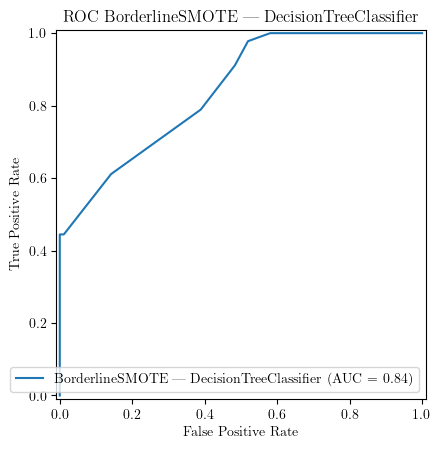 ROC BorderlineSMOTE — DecisionTreeClassifier
1.0
0.8
0.6
0.4
0.2
0.0
True Positive Rate
BorderlineSMOTE — DecisionTreeClassifier (AUC = 0.84)
0.0 0.2 0.4 0.6 0.8 1.0
False Positive Rate